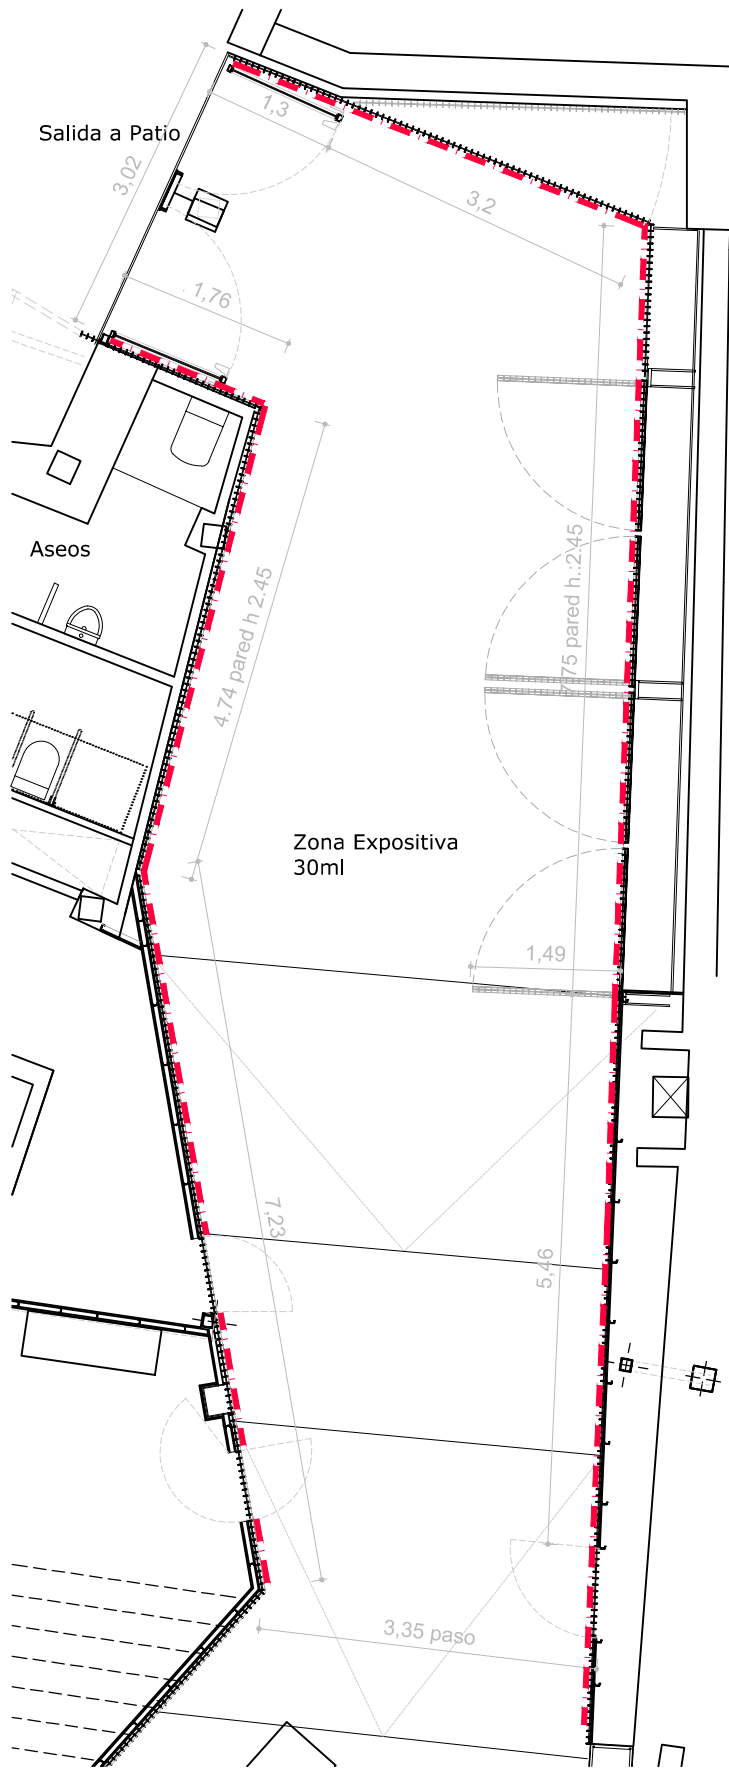 1,3
Salida a Patio
3,02
3,2
1,76
Aseos
4.74 pared h 2.45
7.75 pared h.:2.45
Zona Expositiva
30ml
1,49
7,23
5,46
3,35 paso